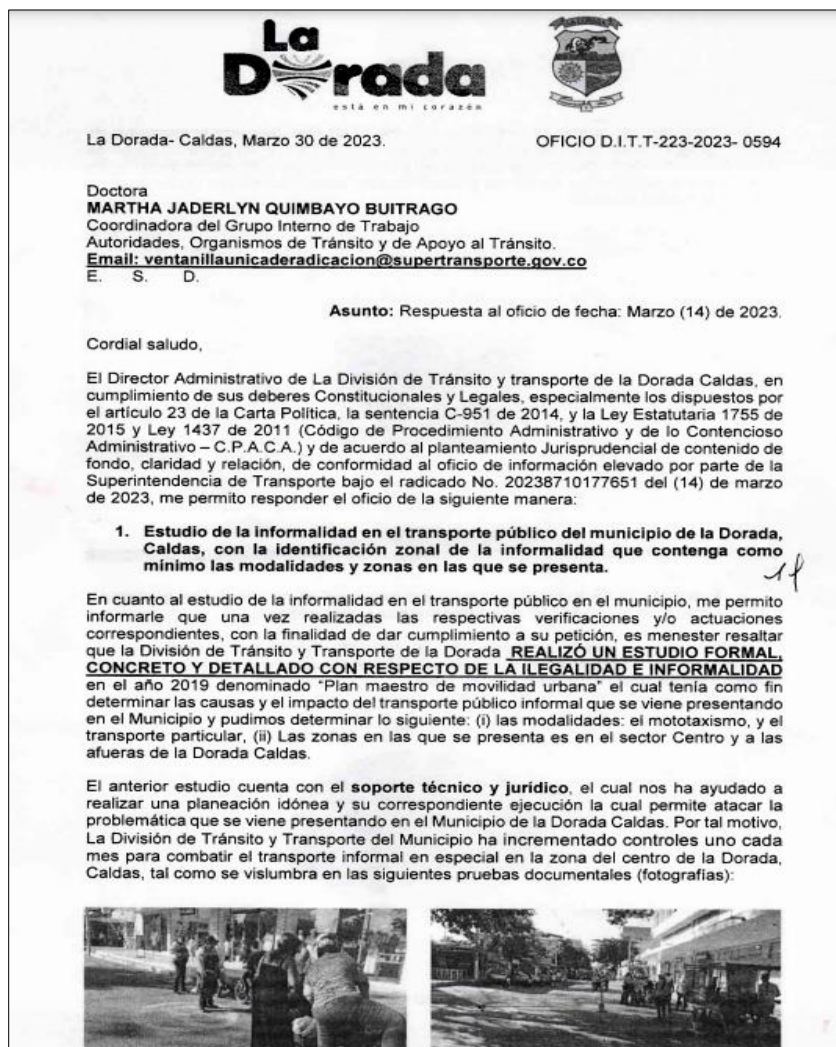 La
Dorada
está en mi corazón
La Dorada- Caldas, Marzo 30 de 2023.
OFICIO D.I.T.T-223-2023- 0594
Doctora
MARTHA JADERLYN QUIMBAYO BUITRAGO
Coordinadora del Grupo Interno de Trabajo
Autoridades, Organismos de Tránsito y de Apoyo al Tránsito.
Email: ventanillaunicaderadicacion@supertransporte.gov.co
E. S. D.
Asunto: Respuesta al oficio de fecha: Marzo (14) de 2023.
Cordial saludo,
El Director Administrativo de La División de Tránsito y transporte de la Dorada Caldas, en
cumplimiento de sus deberes Constitucionales y Legales, especialmente los dispuestos por
el artículo 23 de la Carta Política, la sentencia C-951 de 2014, y la Ley Estatutaria 1755 de
2015 y Ley 1437 de 2011 (Código de Procedimiento Administrativo y de lo Contencioso
Administrativo – C.P.A.C.A.) y de acuerdo al planteamiento Jurisprudencial de contenido de
fondo, claridad y relación, de conformidad al oficio de información elevado por parte de la
Superintendencia de Transporte bajo el radicado No. 20238710177651 del (14) de marzo
de 2023, me permito responder el oficio de la siguiente manera:
1. Estudio de la informalidad en el transporte público del municipio de la Dorada,
Caldas, con la identificación zonal de la informalidad que contenga como
mínimo las modalidades y zonas en las que se presenta.
En cuanto al estudio de la informalidad en el transporte público en el municipio, me permito
informarle que una vez realizadas las respectivas verificaciones y/o actuaciones
correspondientes, con la finalidad de dar cumplimiento a su petición, es menester resaltar
que la División de Tránsito y Transporte de la Dorada REALIZÓ UN ESTUDIO FORMAL,
CONCRETO Y DETALLADO CON RESPECTO DE LA ILEGALIDAD E INFORMALIDAD
en el año 2019 denominado "Plan maestro de movilidad urbana" el cual tenía como fin
determinar las causas y el impacto del transporte público informal que se viene presentando
en el Municipio y pudimos determinar lo siguiente: (i) las modalidades: el mototaxismo, y el
transporte particular, (ii) Las zonas en las que se presenta es en el sector Centro y a las
afueras de la Dorada Caldas.
El anterior estudio cuenta con el soporte técnico y jurídico, el cual nos ha ayudado a
realizar una planeación idónea y su correspondiente ejecución la cual permite atacar la
problemática que se viene presentando en el Municipio de la Dorada Caldas. Por tal motivo,
La División de Tránsito y Transporte del Municipio ha incrementado controles uno cada
mes para combatir el transporte informal en especial en la zona del centro de la Dorada,
Caldas, tal como se vislumbra en las siguientes pruebas documentales (fotografías):